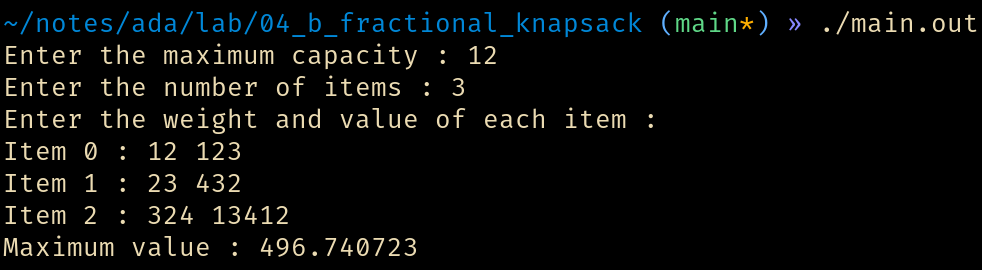 ~/notes/ada/lab/04_b_fractional_knapsack (main*) » ./main.out
Enter the maximum capacity : 12
Enter the number of items : 3
Enter the weight and value of each item :
Item 0 : 12 123
Item 1 : 23 432
Item 2 : 324 13412
Maximum value : 496.740723